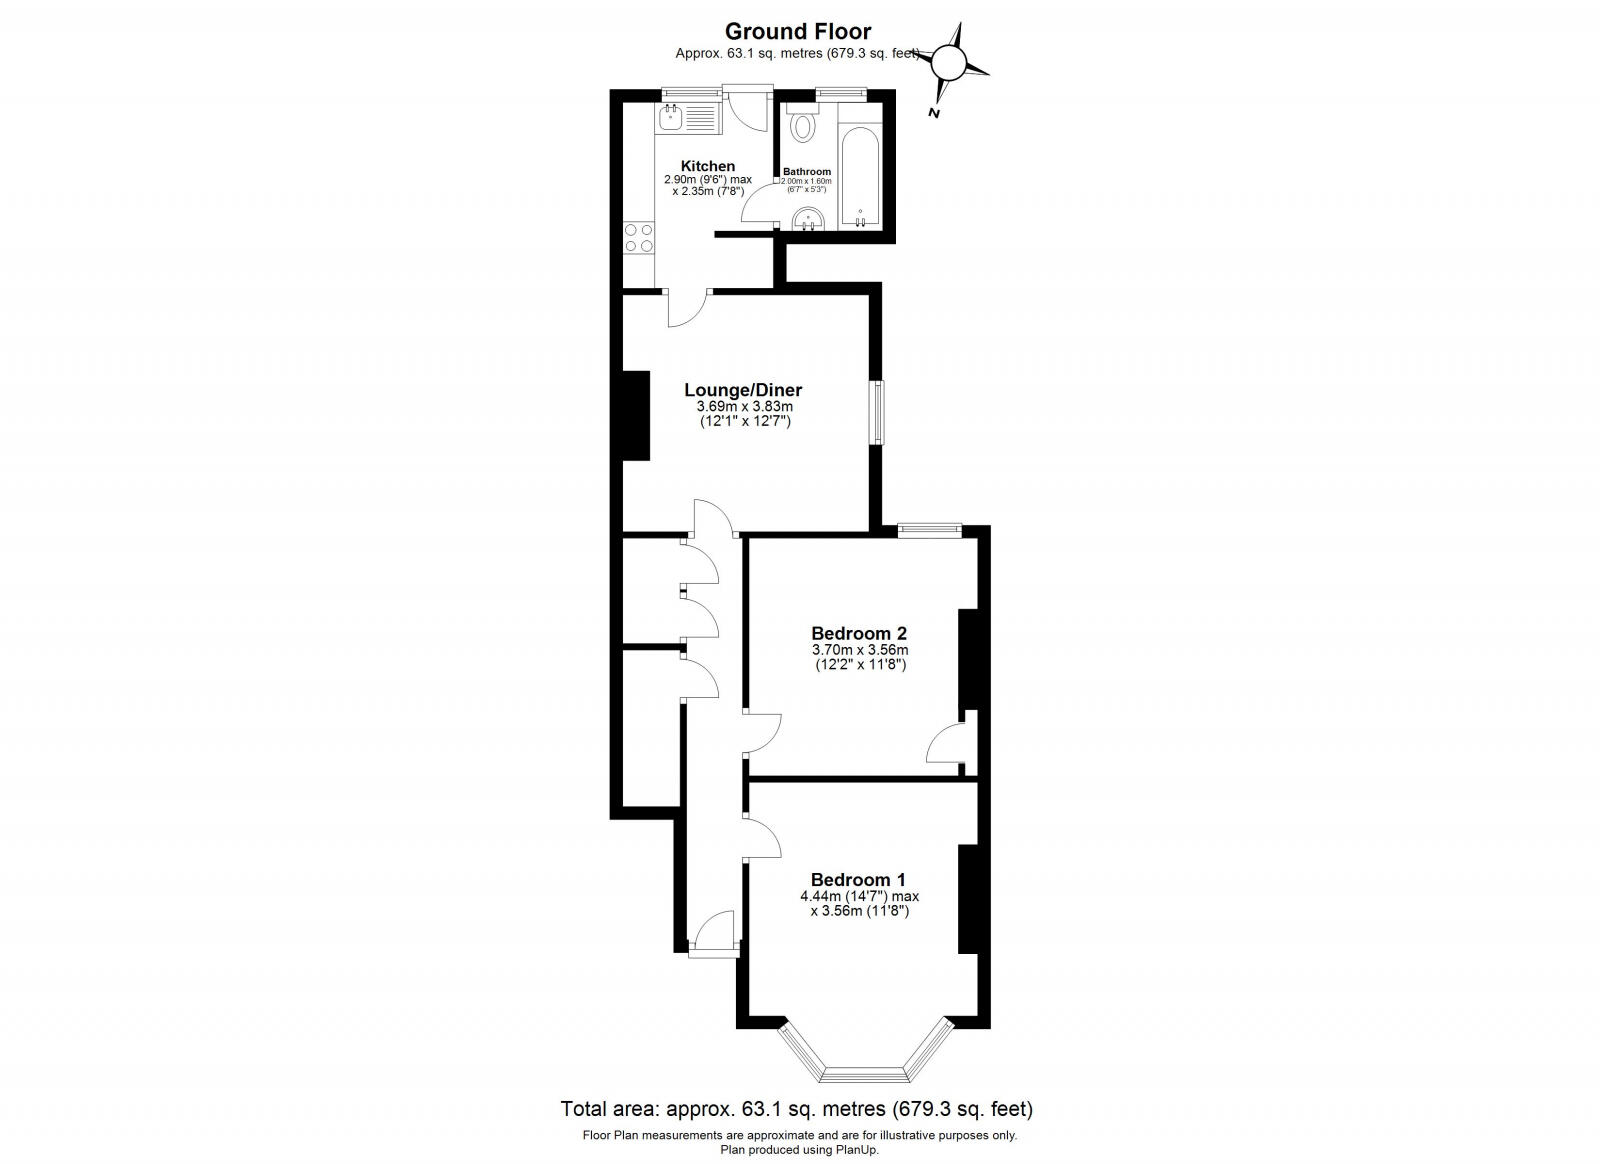 Ground Floor
Approx. 63.1 sq. metres (679.3 sq. feet)
N
Kitchen
2.90m (9'6") max
x 2.35m (7'8")
Bathroom
2.00m x 1.60m
(6'7" x 5'3")
Lounge/Diner
3.69m x 3.83m
(12'1" x 12'7")
Bedroom 2
3.70m x 3.56m
(12'2" x 11'8")
Bedroom 1
4.44m (14'7") max
x 3.56m (11'8")
Total area: approx. 63.1 sq. metres (679.3 sq. feet)
Floor Plan measurements are approximate and are for illustrative purposes only.
Plan produced using PlanUp.